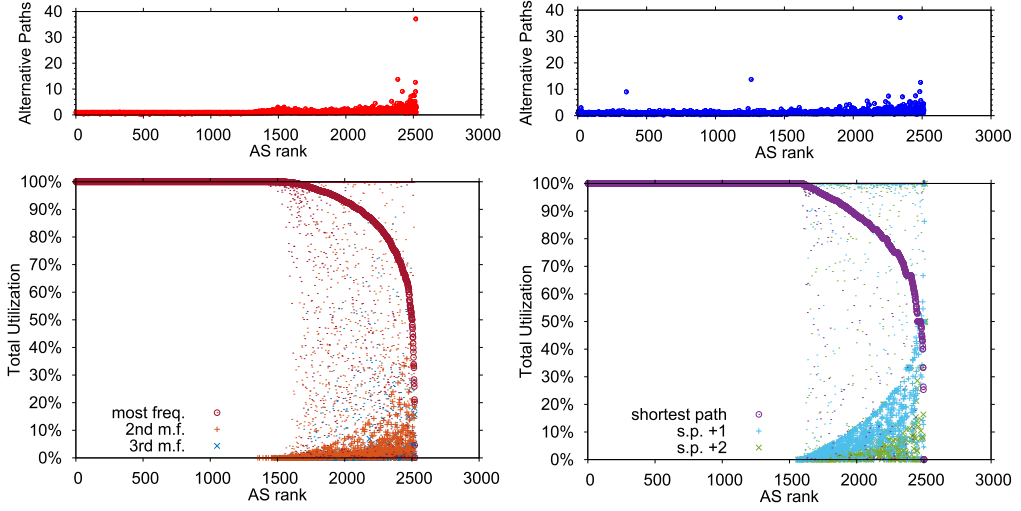 Alternative Paths
40
30
20
10
0
0 500 1000 1500 2000 2500 3000
AS rank
Alternative Paths
40
30
20
10
0
0 500 1000 1500 2000 2500 3000
AS rank
Total Utilization
100%
90%
80%
70%
60%
50%
40%
30%
20%
10%
0%
most freq.
2nd m.f.
3rd m.f.
0 500 1000 1500 2000 2500 3000
AS rank
Total Utilization
100%
90%
80%
70%
60%
50%
40%
30%
20%
10%
0%
shortest path
s.p. +1
s.p. +2
0 500 1000 1500 2000 2500 3000
AS rank